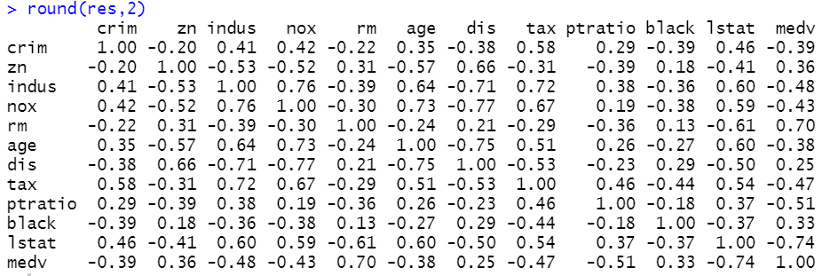 > round(res,2)
crim zn indus nox rm age dis tax ptratio black lstat medv
crim 1.00 -0.20 0.41 0.42 -0.22 0.35 -0.38 0.58 0.29 -0.39 0.46 -0.39
zn -0.20 1.00 -0.53 -0.52 0.31 -0.57 0.66 -0.31 -0.39 0.18 -0.41 0.36
indus 0.41 -0.53 1.00 0.76 -0.39 0.64 -0.71 0.72 0.38 -0.36 0.60 -0.48
nox 0.42 -0.52 0.76 1.00 -0.30 0.73 -0.77 0.67 0.19 -0.38 0.59 -0.43
rm -0.22 0.31 -0.39 -0.30 1.00 -0.24 0.21 -0.29 -0.36 0.13 -0.61 0.70
age 0.35 -0.57 0.64 0.73 -0.24 1.00 -0.75 0.51 0.26 -0.27 0.60 -0.38
dis -0.38 0.66 -0.71 -0.77 0.21 -0.75 1.00 -0.53 -0.23 0.29 -0.50 0.25
tax 0.58 -0.31 0.72 0.67 -0.29 0.51 -0.53 1.00 0.46 -0.44 0.54 -0.47
ptratio 0.29 -0.39 0.38 0.19 -0.36 0.26 -0.23 0.46 1.00 -0.18 0.37 -0.51
black -0.39 0.18 -0.36 -0.38 0.13 -0.27 0.29 -0.44 -0.18 1.00 -0.37 0.33
lstat 0.46 -0.41 0.60 0.59 -0.61 0.60 -0.50 0.54 0.37 -0.37 1.00 -0.74
medv -0.39 0.36 -0.48 -0.43 0.70 -0.38 0.25 -0.47 -0.51 0.33 -0.74 1.00